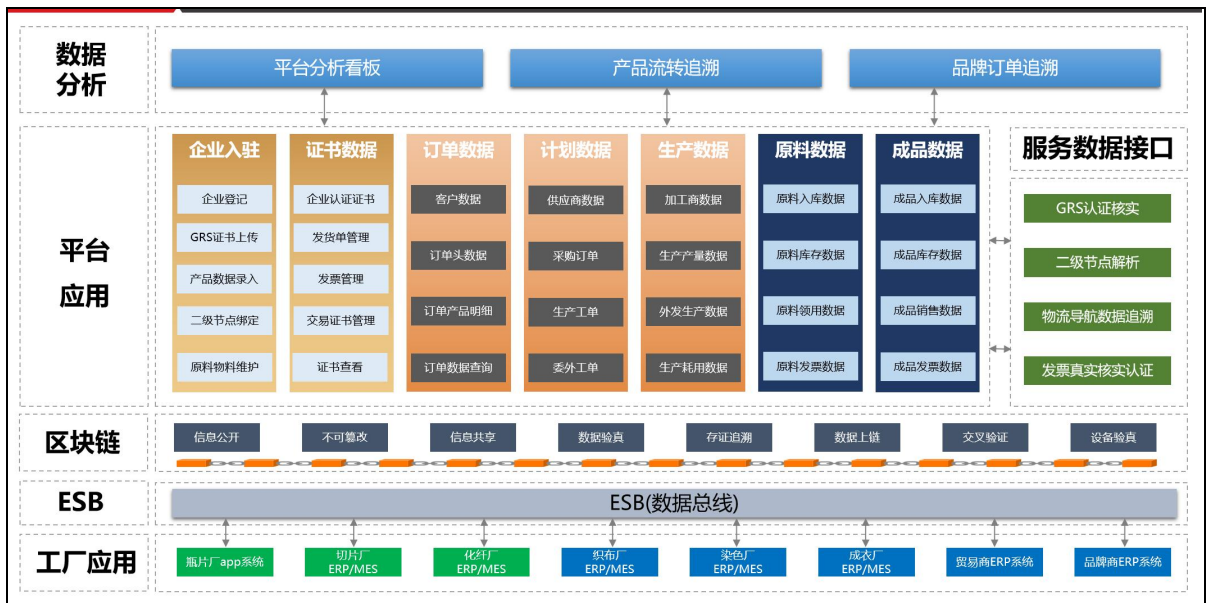 数据
分析
平台分析看板
产品流转追溯
品牌订单追溯
平台
应用
企业入驻
企业登记
GRS证书上传
产品数据录入
二级节点绑定
原料物料维护
证书数据
企业认证证书
发货单管理
发票管理
交易证书管理
证书查看
订单数据
客户数据
订单头数据
订单产品明细
订单数据查询
计划数据
供应商数据
采购订单
生产工单
委外工单
生产数据
加工商数据
生产产量数据
外发生产数据
生产耗用数据
原料数据
原料入库数据
原料库存数据
原料领用数据
原料发票数据
成品数据
成品入库数据
成品库存数据
成品销售数据
成品发票数据
服务数据接口
GRS认证核实
二级节点解析
物流导航数据追溯
发票真实核实认证
区块链
信息公开
不可篡改
信息共享
数据验真
存证追溯
数据上链
交叉验证
设备验真
ESB
ESB(数据总线)
工厂应用
瓶片厂app系统
切片厂
ERP/MES
化纤厂
ERP/MES
织布厂
ERP/MES
染色厂
ERP/MES
成衣厂
ERP/MES
贸易商ERP系统
品牌商ERP系统